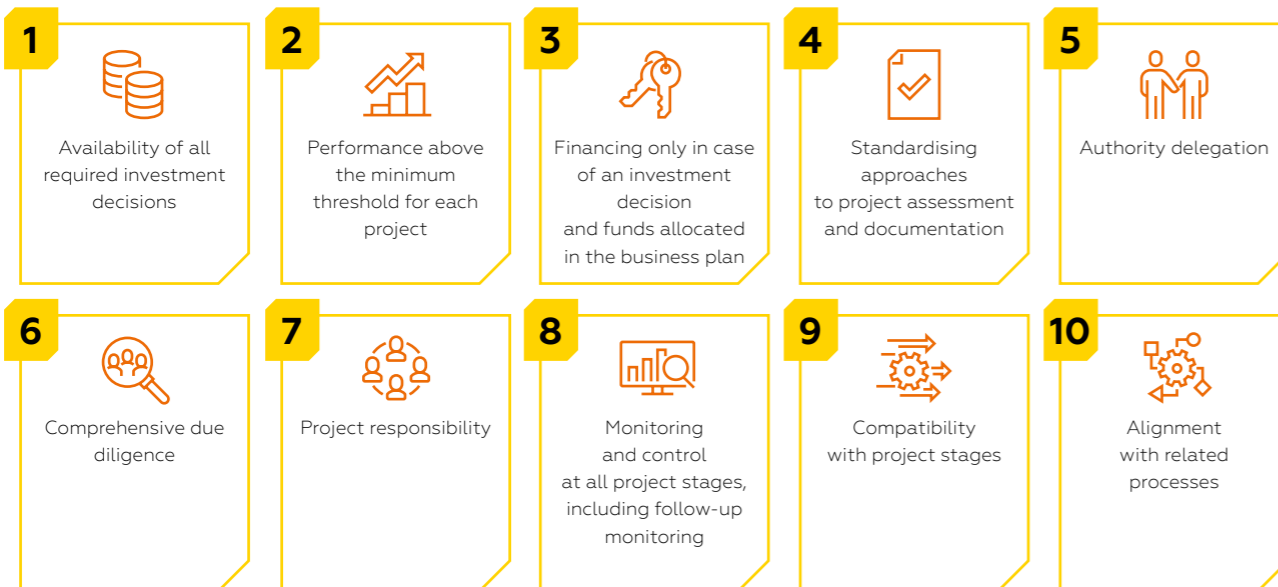 1
Availability of all
required investment
decisions
2
Performance above
the minimum
threshold for each
project
3
Financing only in case
of an investment
decision
and funds allocated
in the business plan
4
Standardising
approaches
to project assessment
and documentation
5
Authority delegation
6
Comprehensive due
diligence
7
Project responsibility
8
Monitoring
and control
at all project stages,
including follow-up
monitoring
9
Compatibility
with project stages
10
Alignment
with related
processes